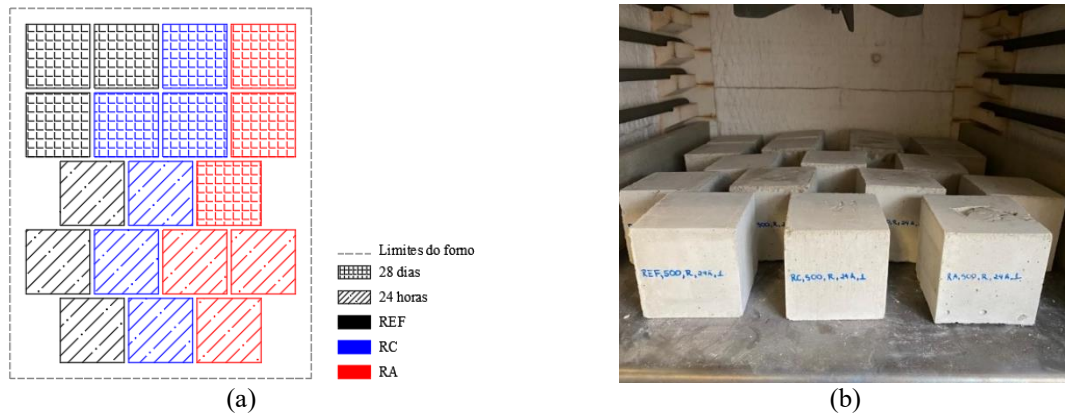 Limites do forno
28 dias
24 horas
REF
RC
RA
(a)
REF,500,R,24h,1
RC,500,R,24h,1
RA,500,R,24h,1
(b)